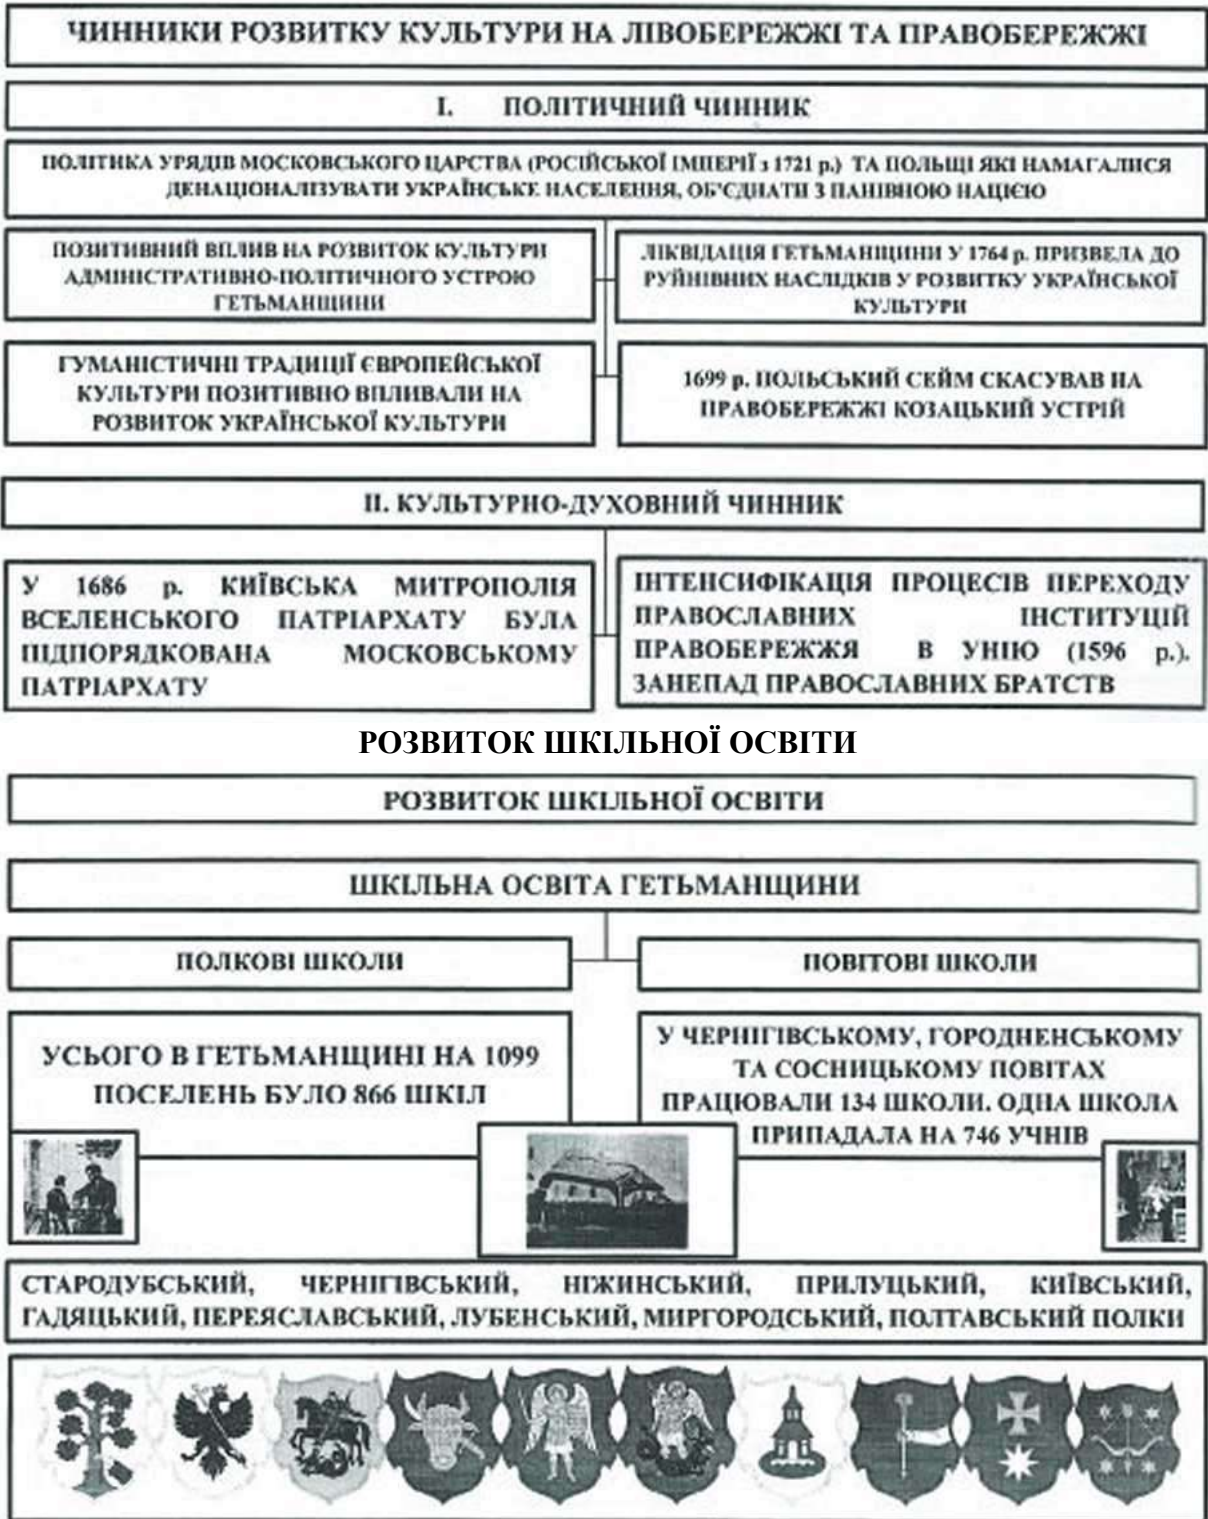 ЧИННИКИ РОЗВИТКУ КУЛЬТУРИ НА ЛІВОБЕРЕЖЖІ ТА ПРАВОБЕРЕЖЖІ
І. ПОЛІТИЧНИЙ ЧИННИК
ПОЛІТИКА УРЯДІВ МОСКОВСЬКОГО ЦАРСТВА (РОСІЙСЬКОЇ ІМПЕРІЇ з 1721 р.) ТА ПОЛЬЩІ ЯКІ НАМАГАЛИСЯ
ДЕНАЦІОНАЛІЗУВАТИ УКРАЇНСЬКЕ НАСЕЛЕННЯ, ОБ'ЄДНАТИ З ПАНІВНОЮ НАЦІЄЮ
ПОЗИТИВНИЙ ВПЛИВ НА РОЗВИТОК КУЛЬТУРИ
АДМІНІСТРАТИВНО-ПОЛІТИЧНОГО УСТРОЮ
ГЕТЬМАНЩИНИ
ЛІКВІДАЦІЯ ГЕТЬМАНЩИНИ У 1764 р. ПРИЗВЕЛА ДО
РУЙНІВНИХ НАСЛІДКІВ У РОЗВИТКУ УКРАЇНСЬКОЇ
КУЛЬТУРИ
ГУМАНІСТИЧНІ ТРАДИЦІЇ ЄВРОПЕЙСЬКОЇ
КУЛЬТУРИ ПОЗИТИВНО ВПЛИВАЛИ НА
РОЗВИТОК УКРАЇНСЬКОЇ КУЛЬТУРИ
1699 р. ПОЛЬСЬКИЙ СЕЙМ СКАСУВАВ НА
ПРАВОБЕРЕЖЖІ КОЗАЦЬКИЙ УСТРІЙ
ІІ. КУЛЬТУРНО-ДУХОВНИЙ ЧИННИК
У 1686 р. КИЇВСЬКА МИТРОПОЛІЯ
ВСЕЛЕНСЬКОГО ПАТРІАРХАТУ БУЛА
ПІДПОРЯДКОВАНА МОСКОВСЬКОМУ
ПАТРІАРХАТУ
ІНТЕНСИФІКАЦІЯ ПРОЦЕСІВ ПЕРЕХОДУ
ПРАВОСЛАВНИХ ІНСТИТУЦІЙ
ПРАВОБЕРЕЖЖЯ В УНІЮ (1596 р.).
ЗАНЕПАД ПРАВОСЛАВНИХ БРАТСТВ
РОЗВИТОК ШКІЛЬНОЇ ОСВІТИ
РОЗВИТОК ШКІЛЬНОЇ ОСВІТИ
ШКІЛЬНА ОСВІТА ГЕТЬМАНЩИНИ
ПОЛКОВІ ШКОЛИ
ПОВІТОВІ ШКОЛИ
УСЬОГО В ГЕТЬМАНЩИНІ НА 1099
ПОСЕЛЕНЬ БУЛО 866 ШКІЛ
У ЧЕРНІГІВСЬКОМУ, ГОРОДНЕНСЬКОМУ
ТА СОСНИЦЬКОМУ ПОВІТАХ
ПРАЦЮВАЛИ 134 ШКОЛИ. ОДНА ШКОЛА
ПРИПАДАЛА НА 746 УЧНІВ
СТАРОДУБСЬКИЙ, ЧЕРНІГІВСЬКИЙ, НІЖИНСЬКИЙ, ПРИЛУЦЬКИЙ, КИЇВСЬКИЙ,
ГАДЯЦЬКИЙ, ПЕРЕЯСЛАВСЬКИЙ, ЛУБЕНСЬКИЙ, МИРГОРОДСЬКИЙ, ПОЛТАВСЬКИЙ ПОЛКИ